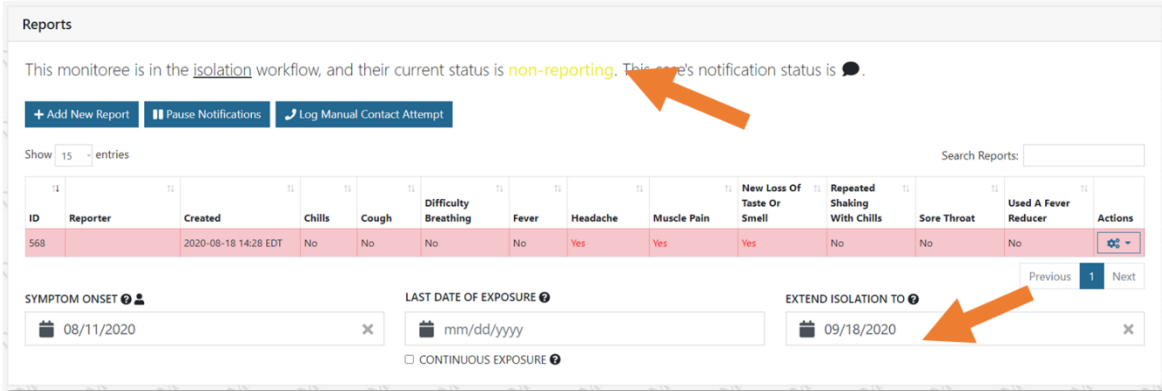 Reports
This monitoree is in the isolation workflow, and their current status is non-reporting. This case's notification status is .
Add New Report Pause Notifications Log Manual Contact Attempt
Show 15 entries Search Reports:
ID Reporter Created Chills Cough Difficulty Breathing Fever Headache Muscle Pain New Loss Of Taste Or Smell Repeated Shaking With Chills Sore Throat Used A Fever Reducer Actions
568 2020-08-18 14:28 EDT No No No No Yes Yes Yes No No No
Previous 1 Next
SYMPTOM ONSET LAST DATE OF EXPOSURE EXTEND ISOLATION TO
08/11/2020 mm/dd/yyyy 09/18/2020
CONTINUOUS EXPOSURE